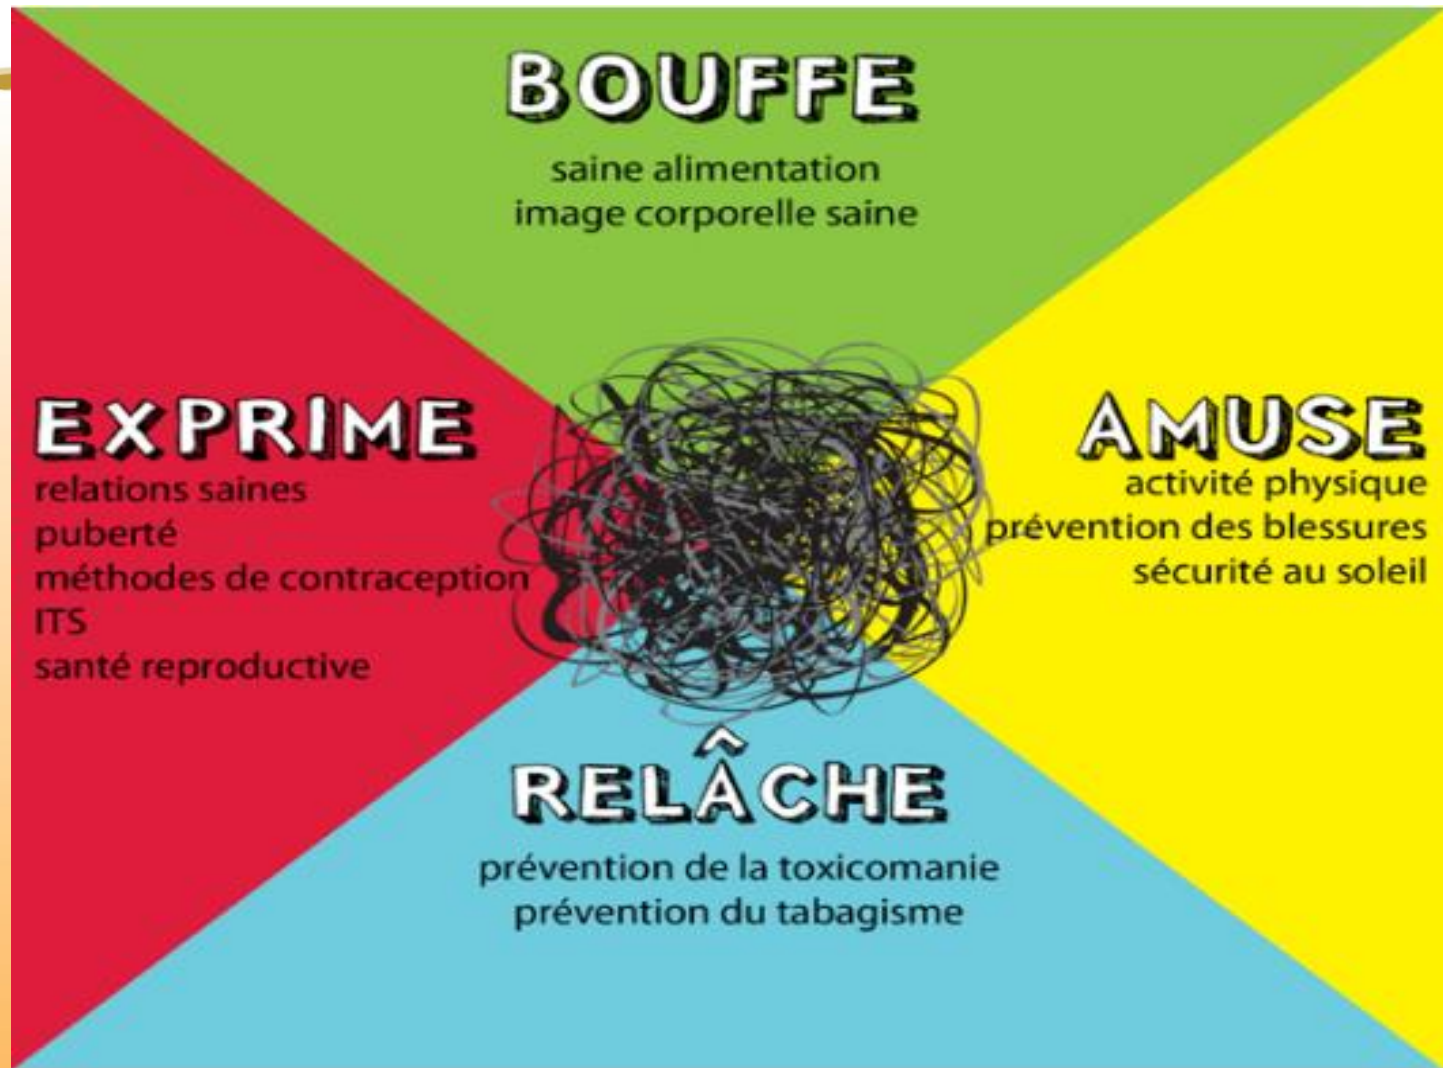 BOUFFE
saine alimentation
image corporelle saine
EXPRIME
relations saines
puberté
méthodes de contraception
ITS
santé reproductive
AMUSE
activité physique
prévention des blessures
sécurité au soleil
RELÂCHE
prévention de la toxicomanie
prévention du tabagisme